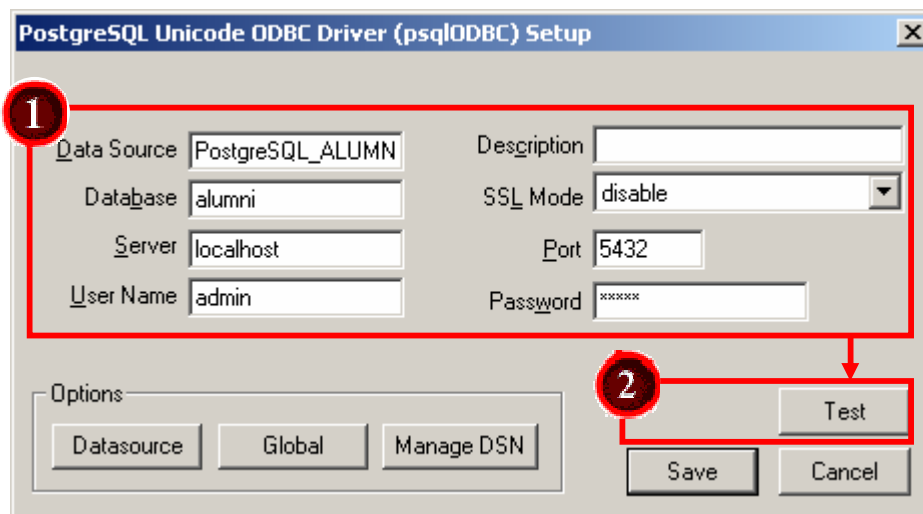 PostgreSQL Unicode ODBC Driver (psqlODBC) Setup
1
Data Source PostgreSQL_ALUMN Description
Database alumni SSL Mode disable
Server localhost Port 5432
User Name admin Password *****
2
Options
Test
Datasource Global Manage DSN
Save Cancel